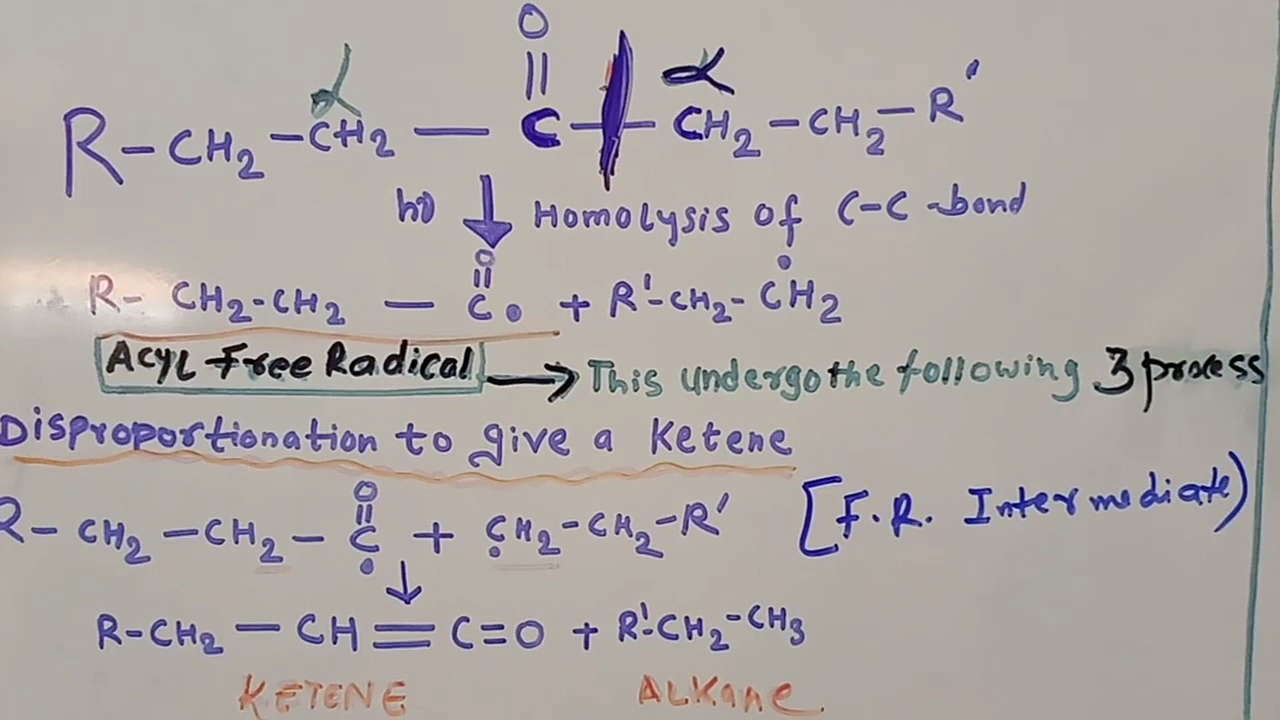 O
||
α α
R-CH₂-CH₂ — C — CH₂-CH₂-R'
hν ↓ Homolysis of C-C-bond
O
||
R- CH₂-CH₂ — C• + R'-CH₂-ĊH₂
Acyl Free Radical → This undergo the following 3 process
Disproportionation to give a Ketene
O
||
R-CH₂-CH₂-Ċ + ĊH₂-CH₂-R' [F.R. Intermediate)
↓
R-CH₂-CH=C=O + R'-CH₂-CH₃
KETENE ALKane